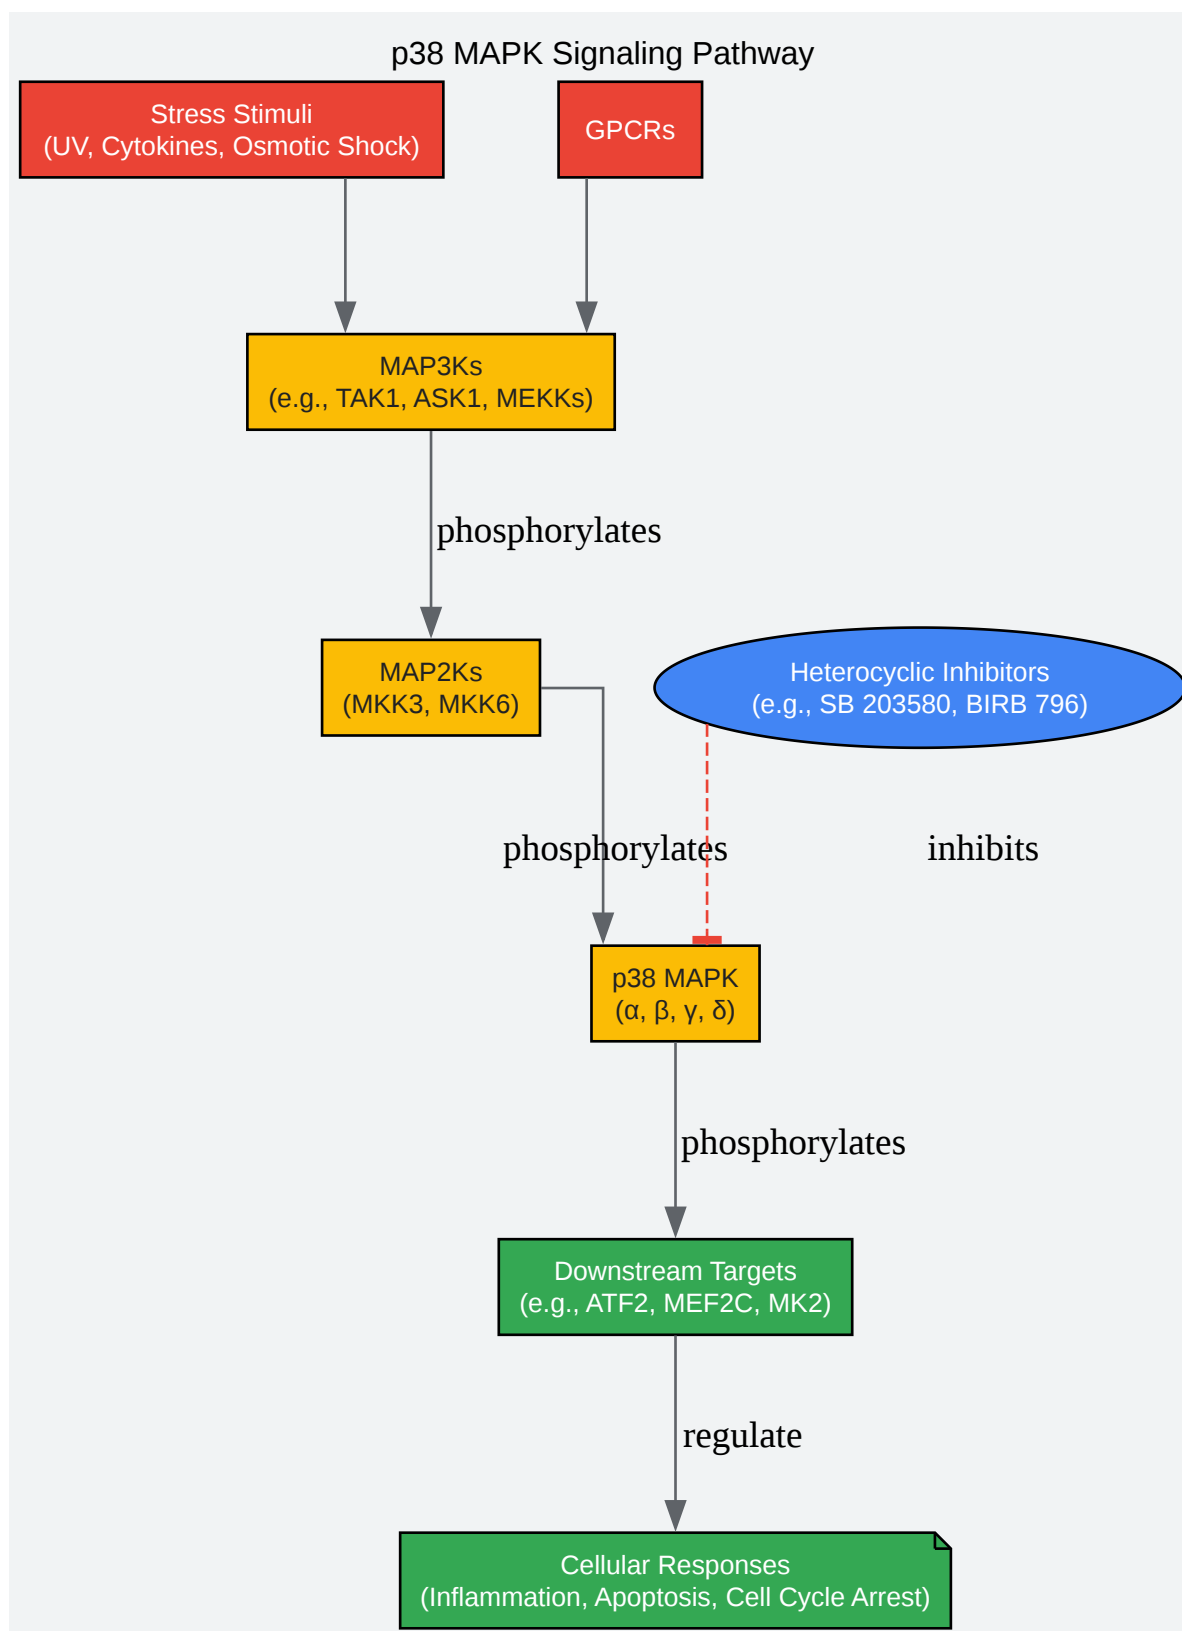 p38 MAPK Signaling Pathway
Stress Stimuli
(UV, Cytokines, Osmotic Shock)
GPCRs
MAP3Ks
(e.g., TAK1, ASK1, MEKKs)
phosphorylates
MAP2Ks
(MKK3, MKK6)
Heterocyclic Inhibitors
(e.g., SB 203580, BIRB 796)
phosphorylates
inhibits
p38 MAPK
(α, β, γ, δ)
phosphorylates
Downstream Targets
(e.g., ATF2, MEF2C, MK2)
regulate
Cellular Responses
(Inflammation, Apoptosis, Cell Cycle Arrest)